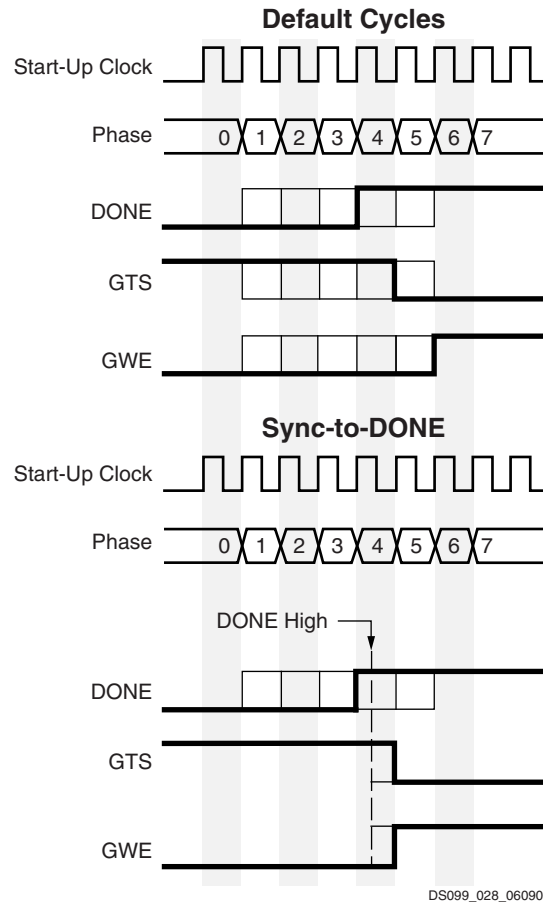 Default Cycles
Start-Up Clock
Phase 0 1 2 3 4 5 6 7
DONE
GTS
GWE
Sync-to-DONE
Start-Up Clock
Phase 0 1 2 3 4 5 6 7
DONE High
DONE
GTS
GWE
DS099_028_06090